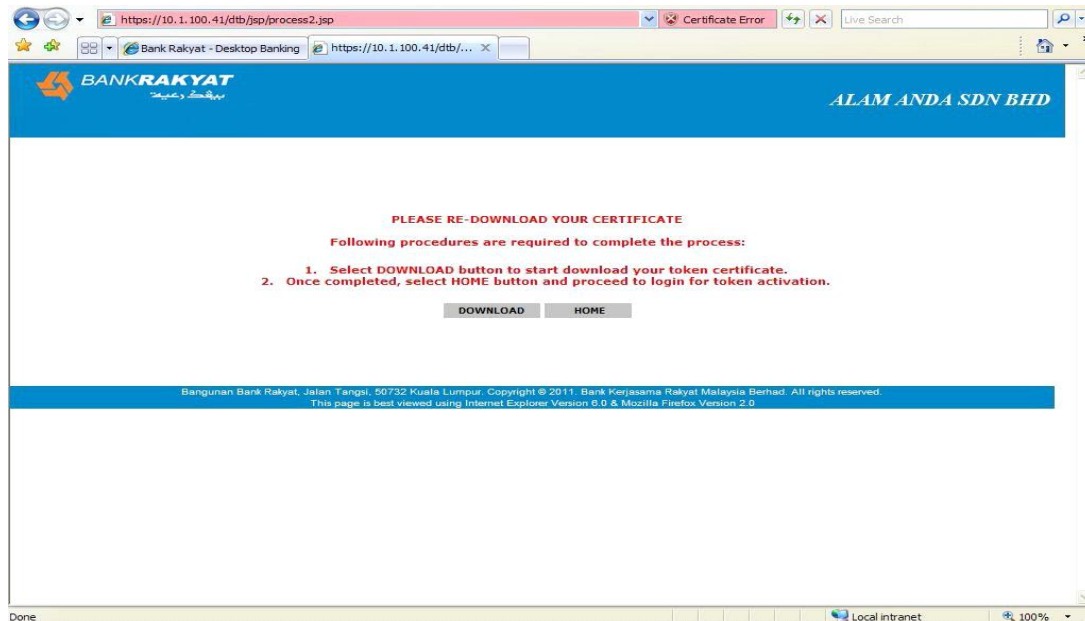 https://10.1.100.41/dtb/jsp/process2.jsp Certificate Error Live Search
Bank Rakyat - Desktop Banking https://10.1.100.41/dtb/...
BANKRAKYAT
ALAM ANDA SDN BHD
PLEASE RE-DOWNLOAD YOUR CERTIFICATE
Following procedures are required to complete the process:
1. Select DOWNLOAD button to start download your token certificate.
2. Once completed, select HOME button and proceed to login for token activation.
DOWNLOAD HOME
Bangunan Bank Rakyat, Jalan Tangsi, 50732 Kuala Lumpur. Copyright © 2011. Bank Kerjasama Rakyat Malaysia Berhad. All rights reserved.
This page is best viewed using Internet Explorer Version 6.0 & Mozilla Firefox Version 2.0
Done Local intranet 100%